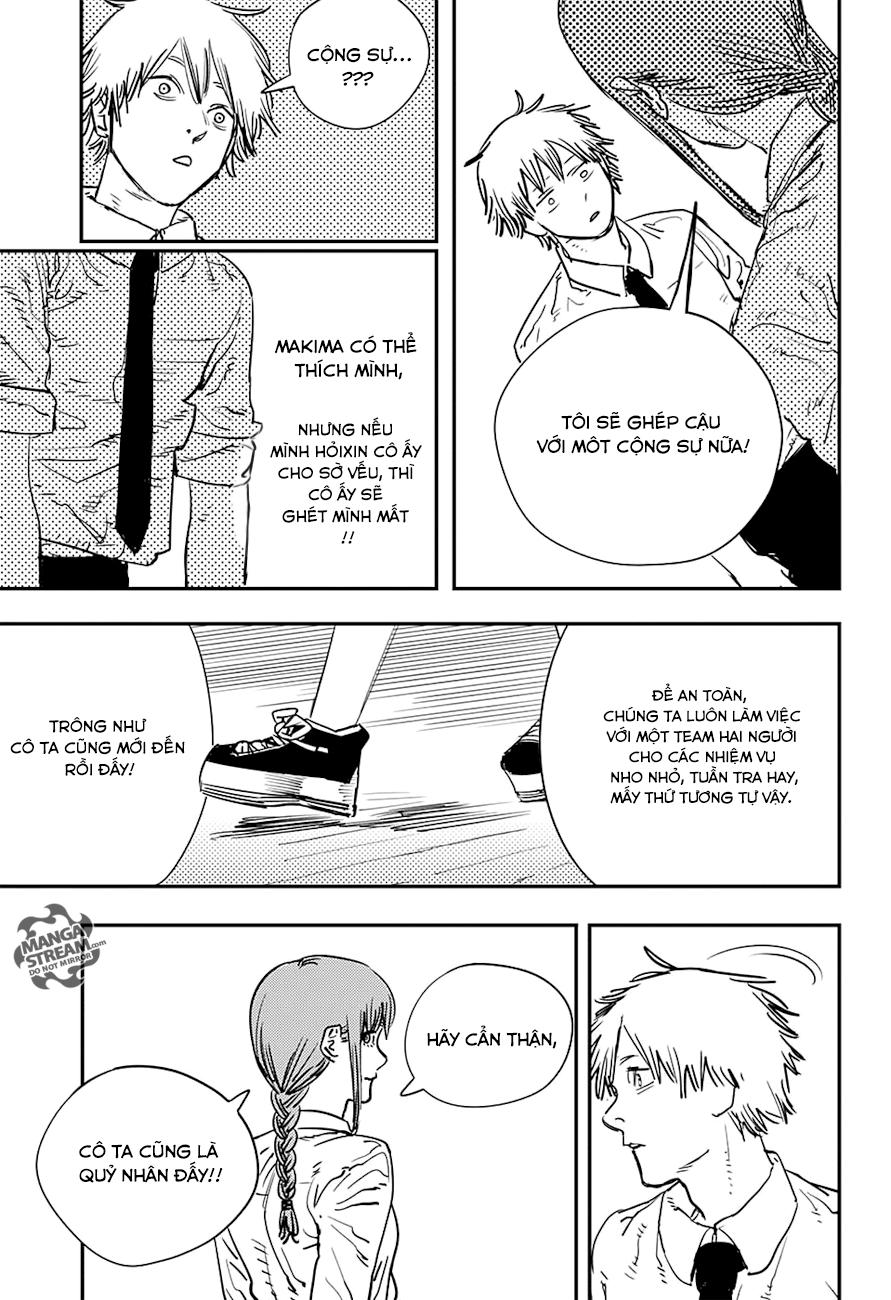 TÔI SẼ GHÉP CẬU
VỚI MÔT CỘNG SỰ NỮA!
CỘNG SỰ...
???
MAKIMA CÓ THỂ
THÍCH MÌNH,
NHƯNG NẾU
MÌNH HỎIXIN CÔ ẤY
CHO SỜ VẾU, THÌ
CÔ ẤY SẼ
GHÉT MÌNH MẤT
!!
ĐỂ AN TOÀN,
CHÚNG TA LUÔN LÀM VIỆC
VỚI MỘT TEAM HAI NGƯỜI
CHO CÁC NHIỆM VỤ
NHO NHỎ, TUẦN TRA HAY,
MẤY THỨ TƯƠNG TỰ VẬY.
TRÔNG NHƯ
CÔ TA CŨNG MỚI ĐẾN
RỒI ĐẤY!
HÃY CẨN THẬN,
CÔ TA CŨNG LÀ
QUỶ NHÂN ĐẤY!!
MANGA
STREAM.com
DO NOT MIRROR